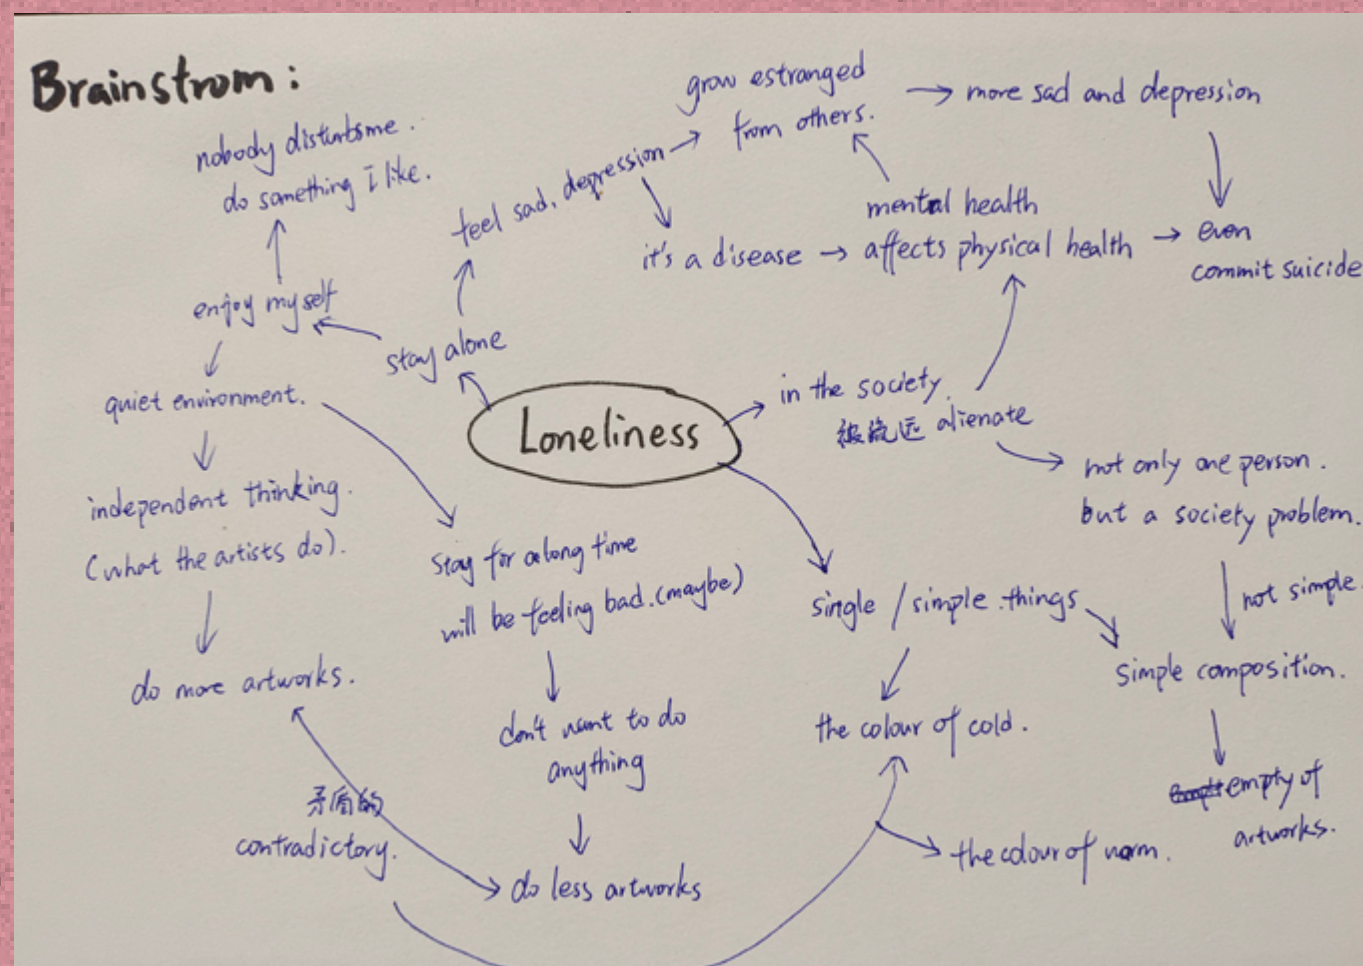 Brainstrom:
nobody disturbsme.
do something i like.
enjoy myself
quiet environment.
independent thinking.
(what the artists do).
do more artworks.
stay alone
feel sad, depression
grow estranged
from others.
more sad and depression
it's a disease
mental health
affects physical health
even
commit suicide
Loneliness
in the society.
被疏远 alienate
not only one person.
but a society problem.
not simple
Stay for a long time
will be feeling bad.(maybe)
don't want to do
anything
do less artworks
矛盾的
contradictory.
single / simple things
simple composition.
empty of
artworks.
the colour of cold.
the colour of warm.